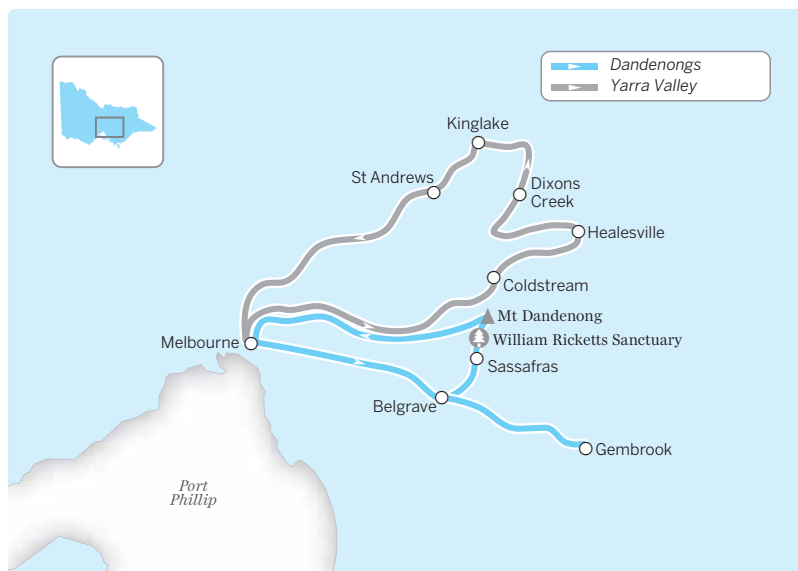 Dandenongs
Yarra Valley
Kinglake
St Andrews
Dixons
Creek
Healesville
Coldstream
Mt Dandenong
William Ricketts Sanctuary
Melbourne
Sassafras
Belgrave
Gembrook
Port
Phillip